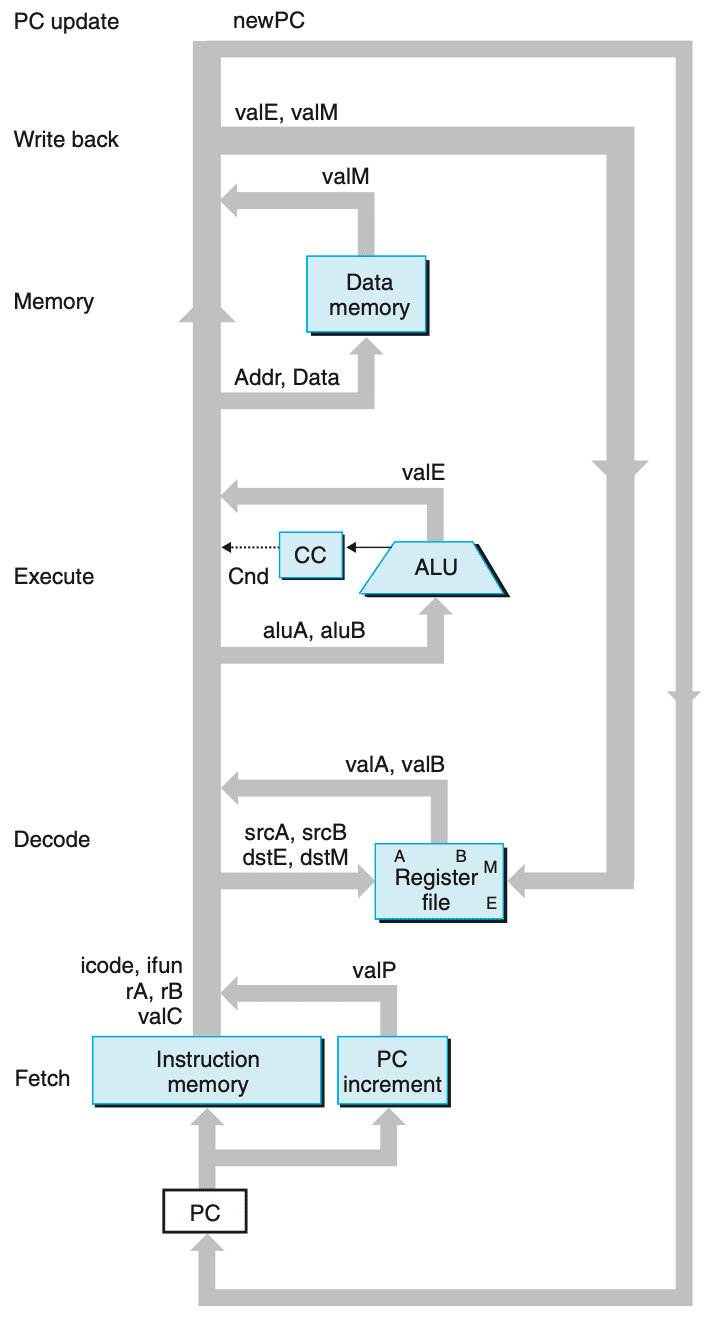 PC update
newPC
valE, valM
Write back
valM
Data
memory
Memory
Addr, Data
valE
CC
ALU
Cnd
Execute
aluA, aluB
valA, valB
srcA, srcB
dstE, dstM
Decode
A
B
M
Register
file
E
icode, ifun
rA, rB
valC
valP
Instruction
memory
PC
increment
Fetch
PC